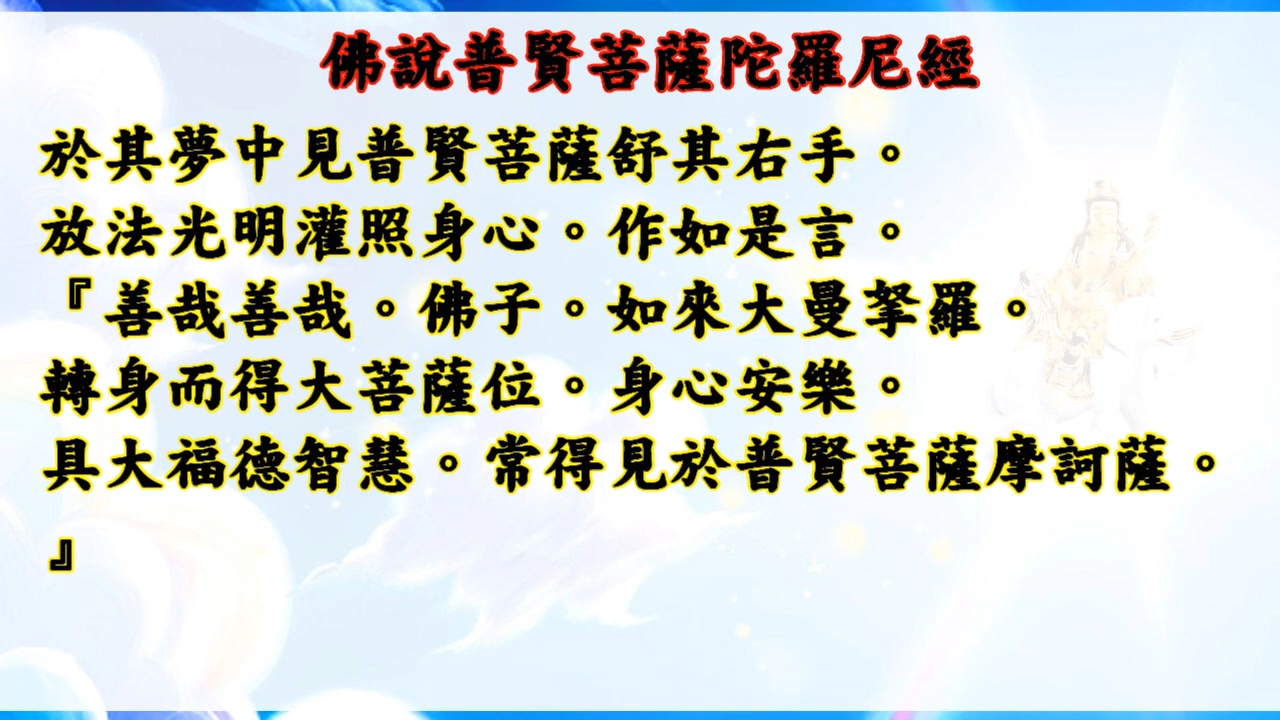 佛說普賢菩薩陀羅尼經
於其夢中見普賢菩薩舒其右手。
放法光明灌照身心。作如是言。
『善哉善哉。佛子。如來大曼拏羅。
轉身而得大菩薩位。身心安樂。
具大福德智慧。常得見於普賢菩薩摩訶薩。
』